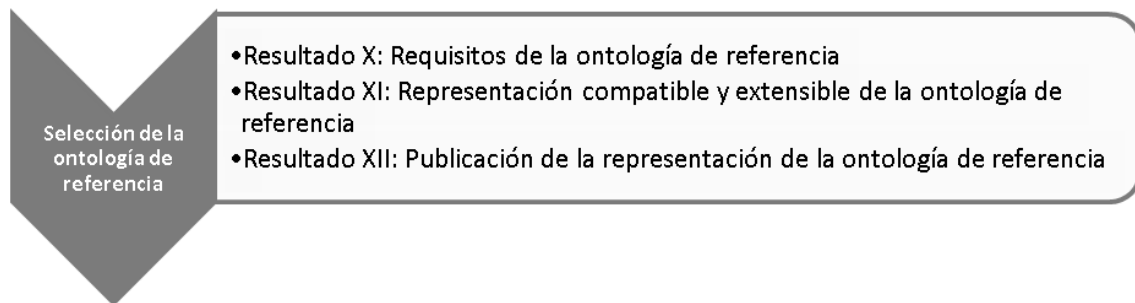 Selección de la
ontología de
referencia
•Resultado X: Requisitos de la ontología de referencia
•Resultado XI: Representación compatible y extensible de la ontología de
referencia
•Resultado XII: Publicación de la representación de la ontología de referencia